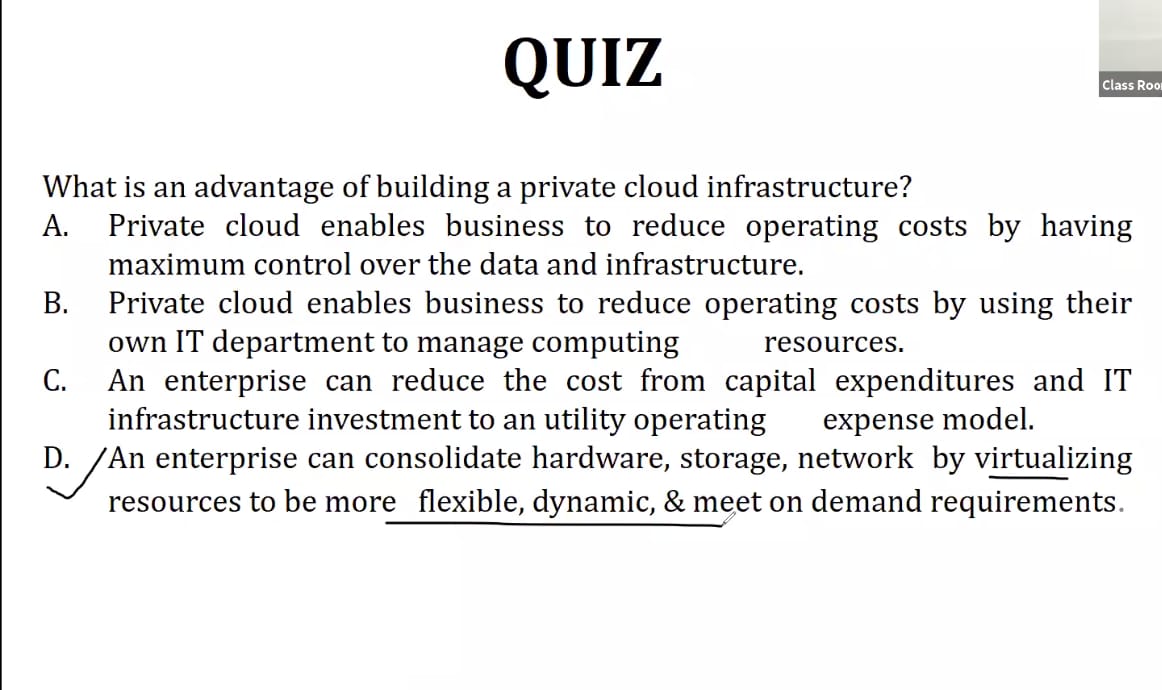 QUIZ
Class Roo
What is an advantage of building a private cloud infrastructure?
A. Private cloud enables business to reduce operating costs by having
maximum control over the data and infrastructure.
B. Private cloud enables business to reduce operating costs by using their
own IT department to manage computing resources.
C. An enterprise can reduce the cost from capital expenditures and IT
infrastructure investment to an utility operating expense model.
D. An enterprise can consolidate hardware, storage, network by virtualizing
resources to be more flexible, dynamic, & meet on demand requirements.